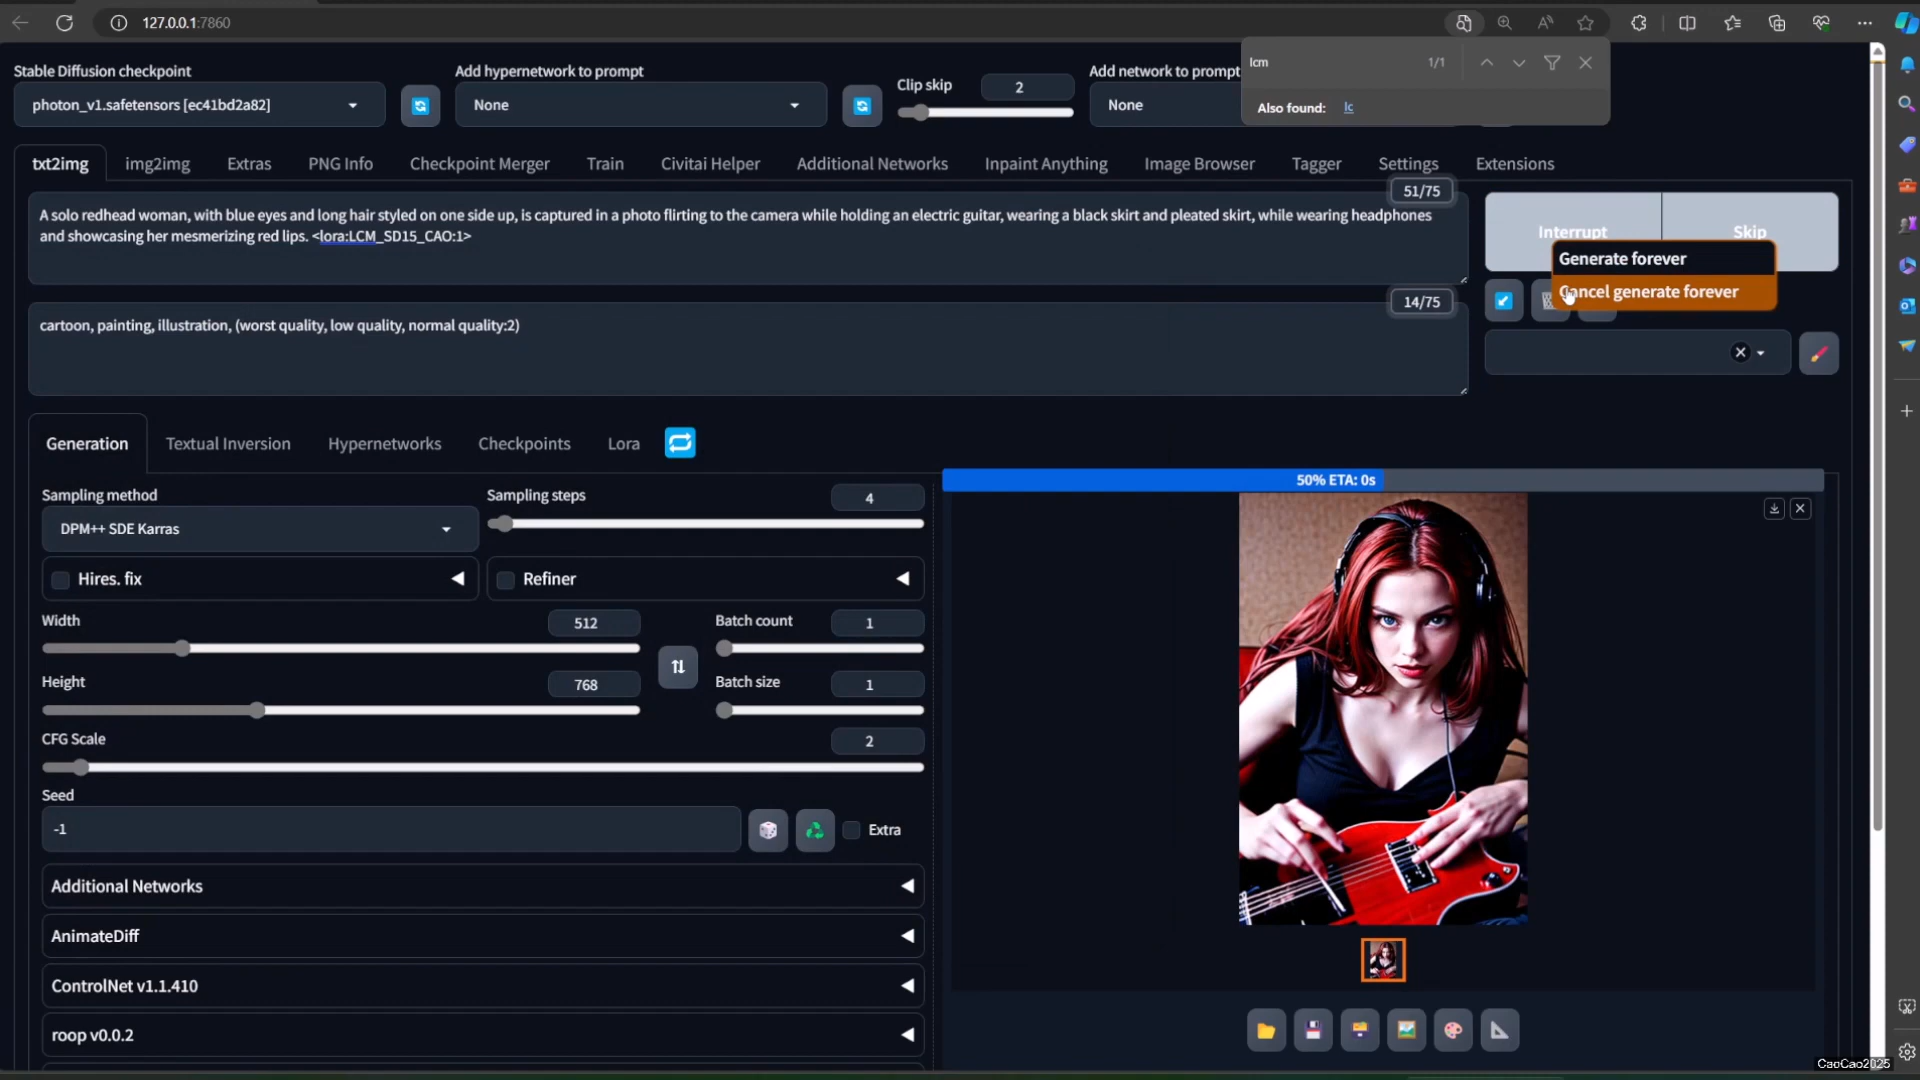 127.0.0.1:7860
lcm
1/1
Also found: lc
Stable Diffusion checkpoint
photon_v1.safetensors [ec41bd2a82]
Add hypernetwork to prompt
None
Clip skip
2
Add network to prompt
None
txt2img
img2img
Extras
PNG Info
Checkpoint Merger
Train
Civitai Helper
Additional Networks
Inpaint Anything
Image Browser
Tagger
Settings
Extensions
51/75
A solo redhead woman, with blue eyes and long hair styled on one side up, is captured in a photo flirting to the camera while holding an electric guitar, wearing a black skirt and pleated skirt, while wearing headphones
and showcasing her mesmerizing red lips. <lora:LCM_SD15_CAO:1>
Interrupt
Skip
Generate forever
Cancel generate forever
14/75
cartoon, painting, illustration, (worst quality, low quality, normal quality:2)
Generation
Textual Inversion
Hypernetworks
Checkpoints
Lora
Sampling method
DPM++ SDE Karras
Sampling steps
4
50% ETA: 0s
Hires. fix
Refiner
Width
512
Batch count
1
Height
768
Batch size
1
CFG Scale
2
Seed
-1
Extra
Additional Networks
AnimateDiff
ControlNet v1.1.410
roop v0.0.2
CaoCao2025